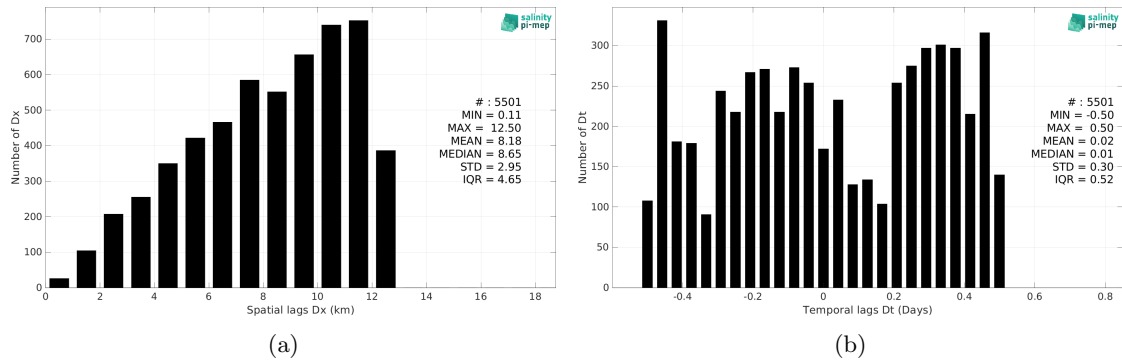 salinity
pi-mep
Number of Dx
700
600
500
400
300
200
100
0
# : 5501
MIN = 0.11
MAX = 12.50
MEAN = 8.18
MEDIAN = 8.65
STD = 2.95
IQR = 4.65
0 2 4 6 8 10 12 14 16 18
Spatial lags Dx (km)
(a)
salinity
pi-mep
Number of Dt
300
250
200
150
100
50
0
# : 5501
MIN = -0.50
MAX = 0.50
MEAN = 0.02
MEDIAN = 0.01
STD = 0.30
IQR = 0.52
-0.4 -0.2 0 0.2 0.4 0.6 0.8
Temporal lags Dt (Days)
(b)